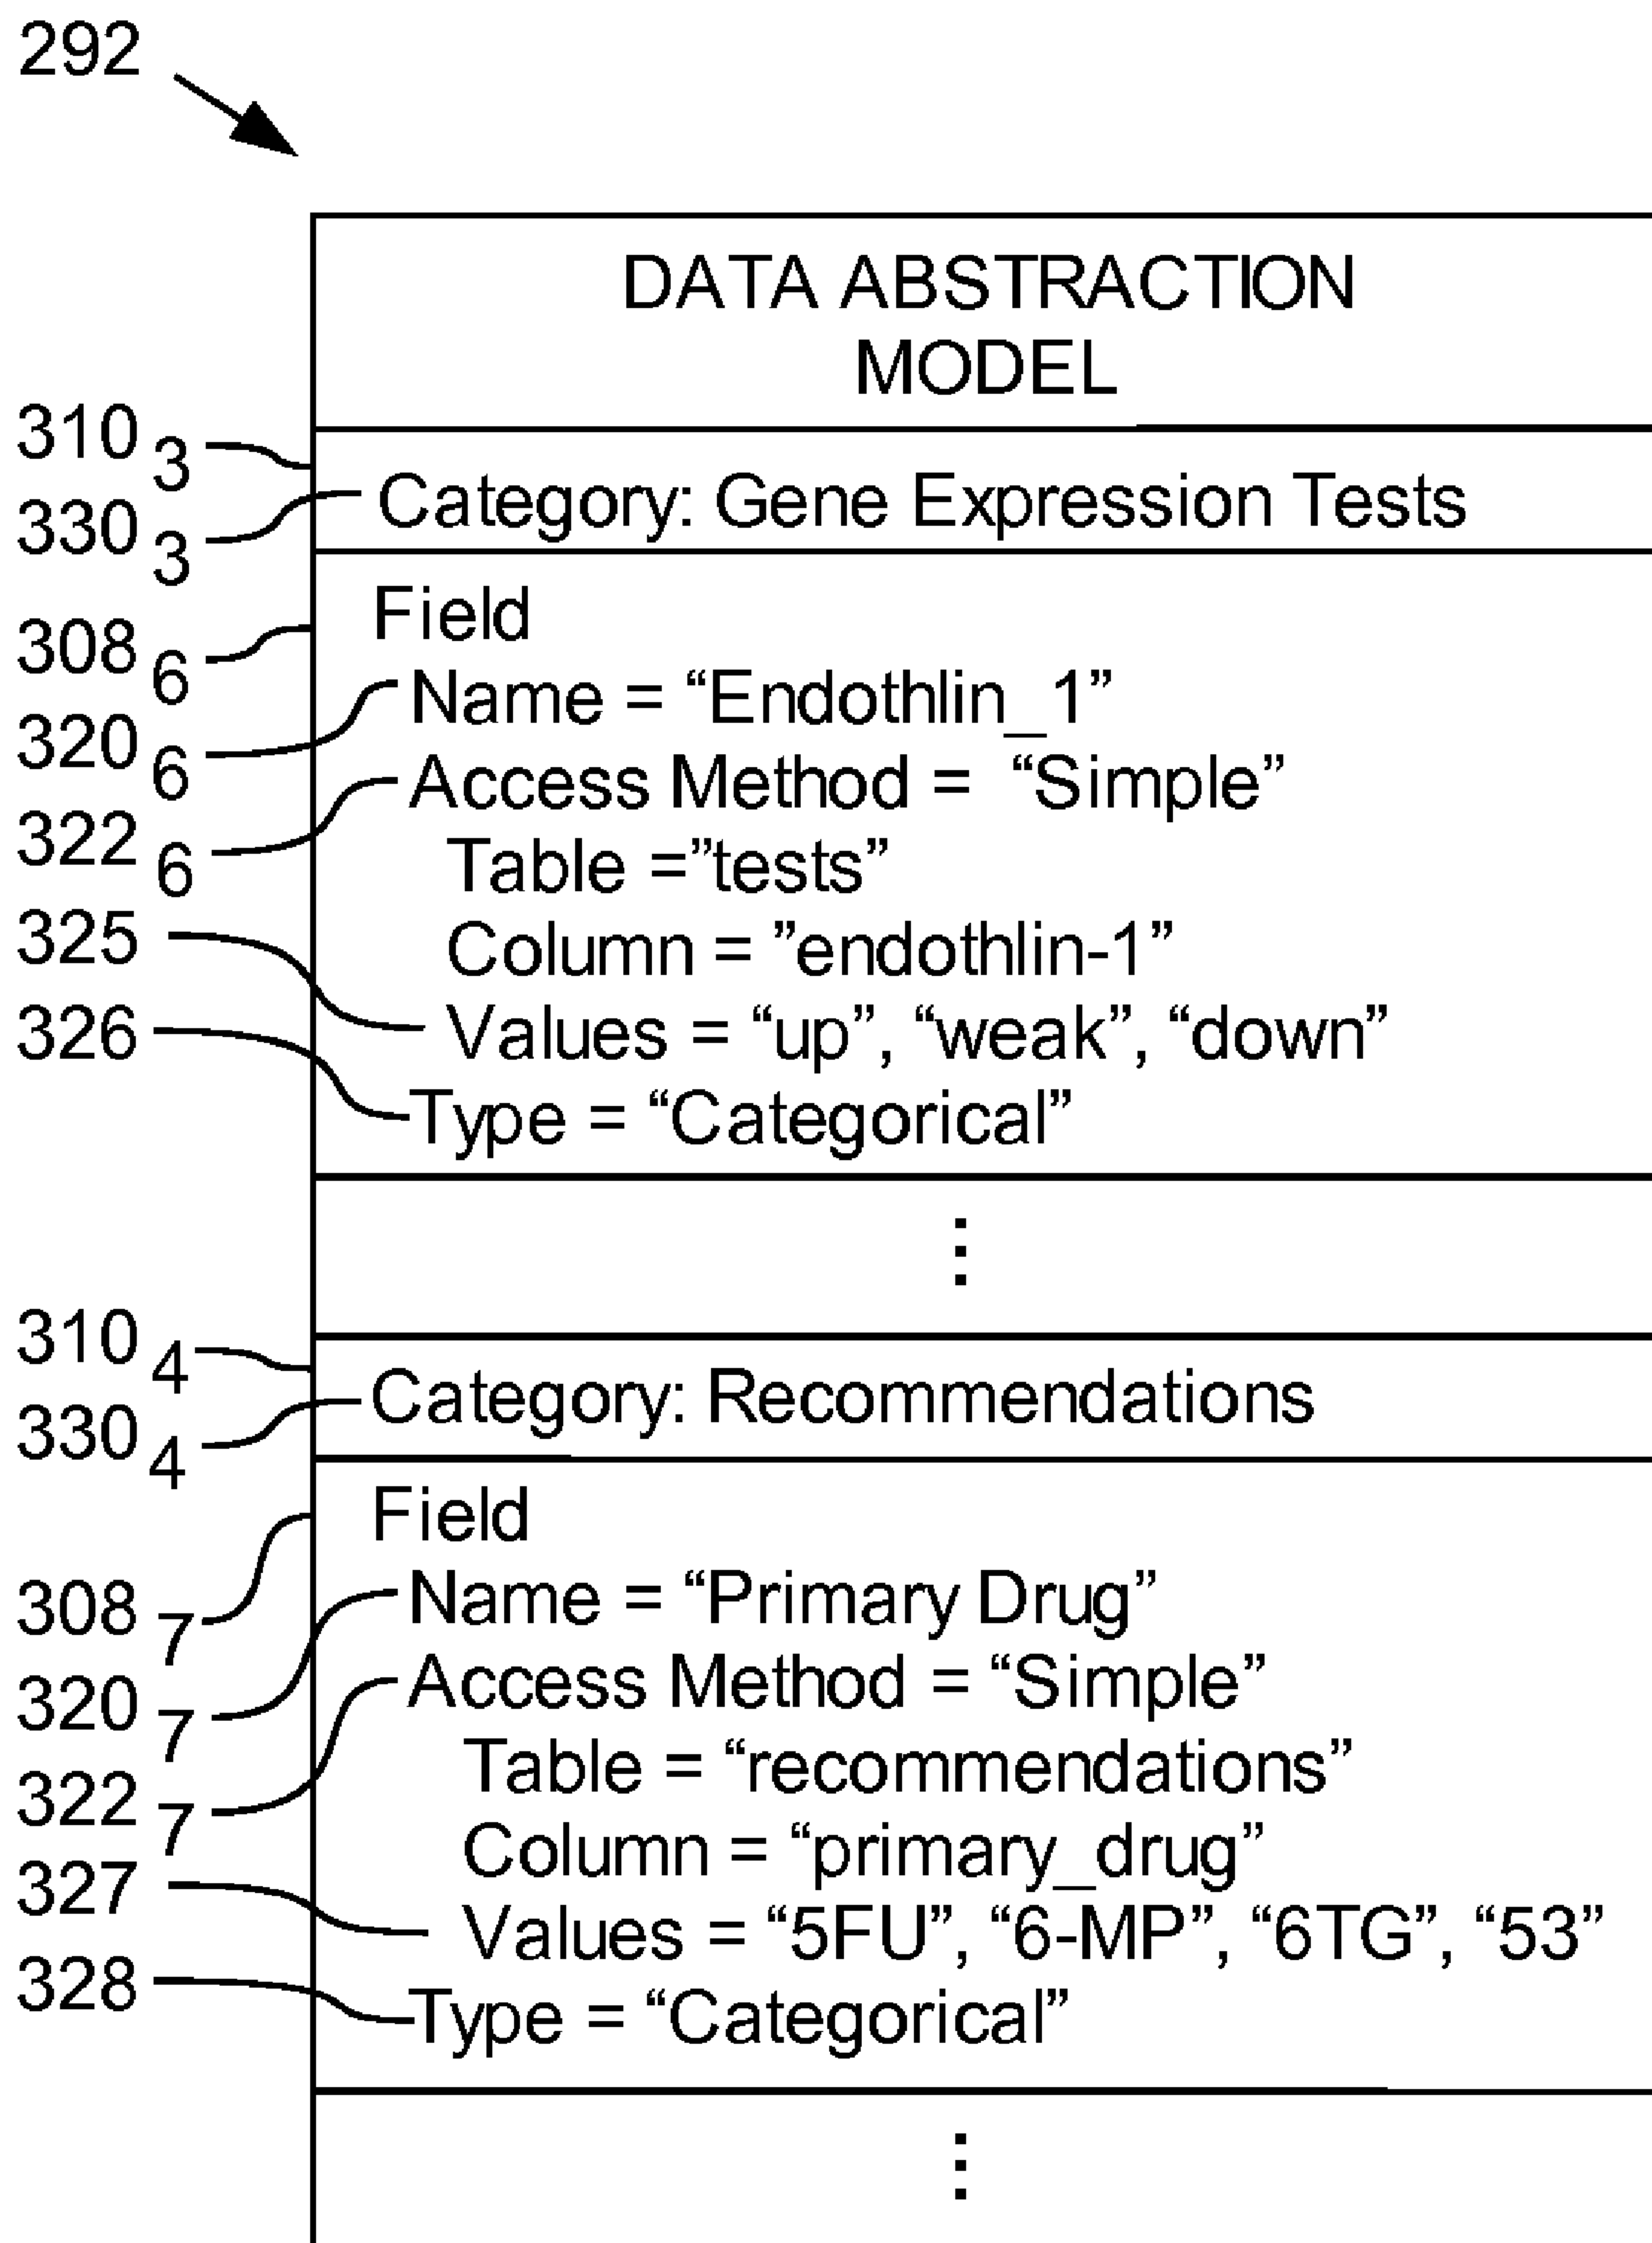 292
DATA ABSTRACTION
MODEL
310 3
330 3 Category: Gene Expression Tests
308 6 Field
320 6 Name = “Endothlin_1”
322 6 Access Method = “Simple”
Table =”tests”
Column = ”endothlin-1”
325 Values = “up”, “weak”, “down”
326 Type = “Categorical”
⋮
310 4
330 4 Category: Recommendations
308 7 Field
320 7 Name = “Primary Drug”
322 7 Access Method = “Simple”
Table = “recommendations”
Column = “primary_drug”
327 Values = “5FU”, “6-MP”, “6TG”, “53”
328 Type = “Categorical”
⋮